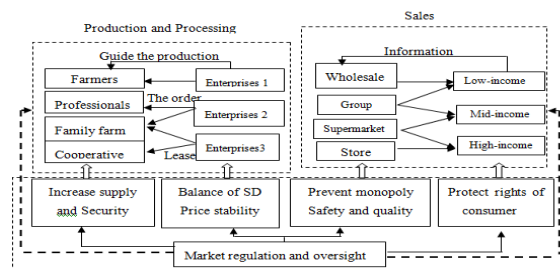 Production and Processing
Sales
Guide the production
Information
Farmers
Enterprises 1
Professionals
The order
Enterprises 2
Family farm
Enterprises3
Cooperative
Lease
Wholesale
Low-income
Group
Mid-income
Supermarket
High-income
Store
Increase supply
and Security
Balance of SD
Price stability
Prevent monopoly
Safety and quality
Protect rights of
consumer
Market regulation and oversight